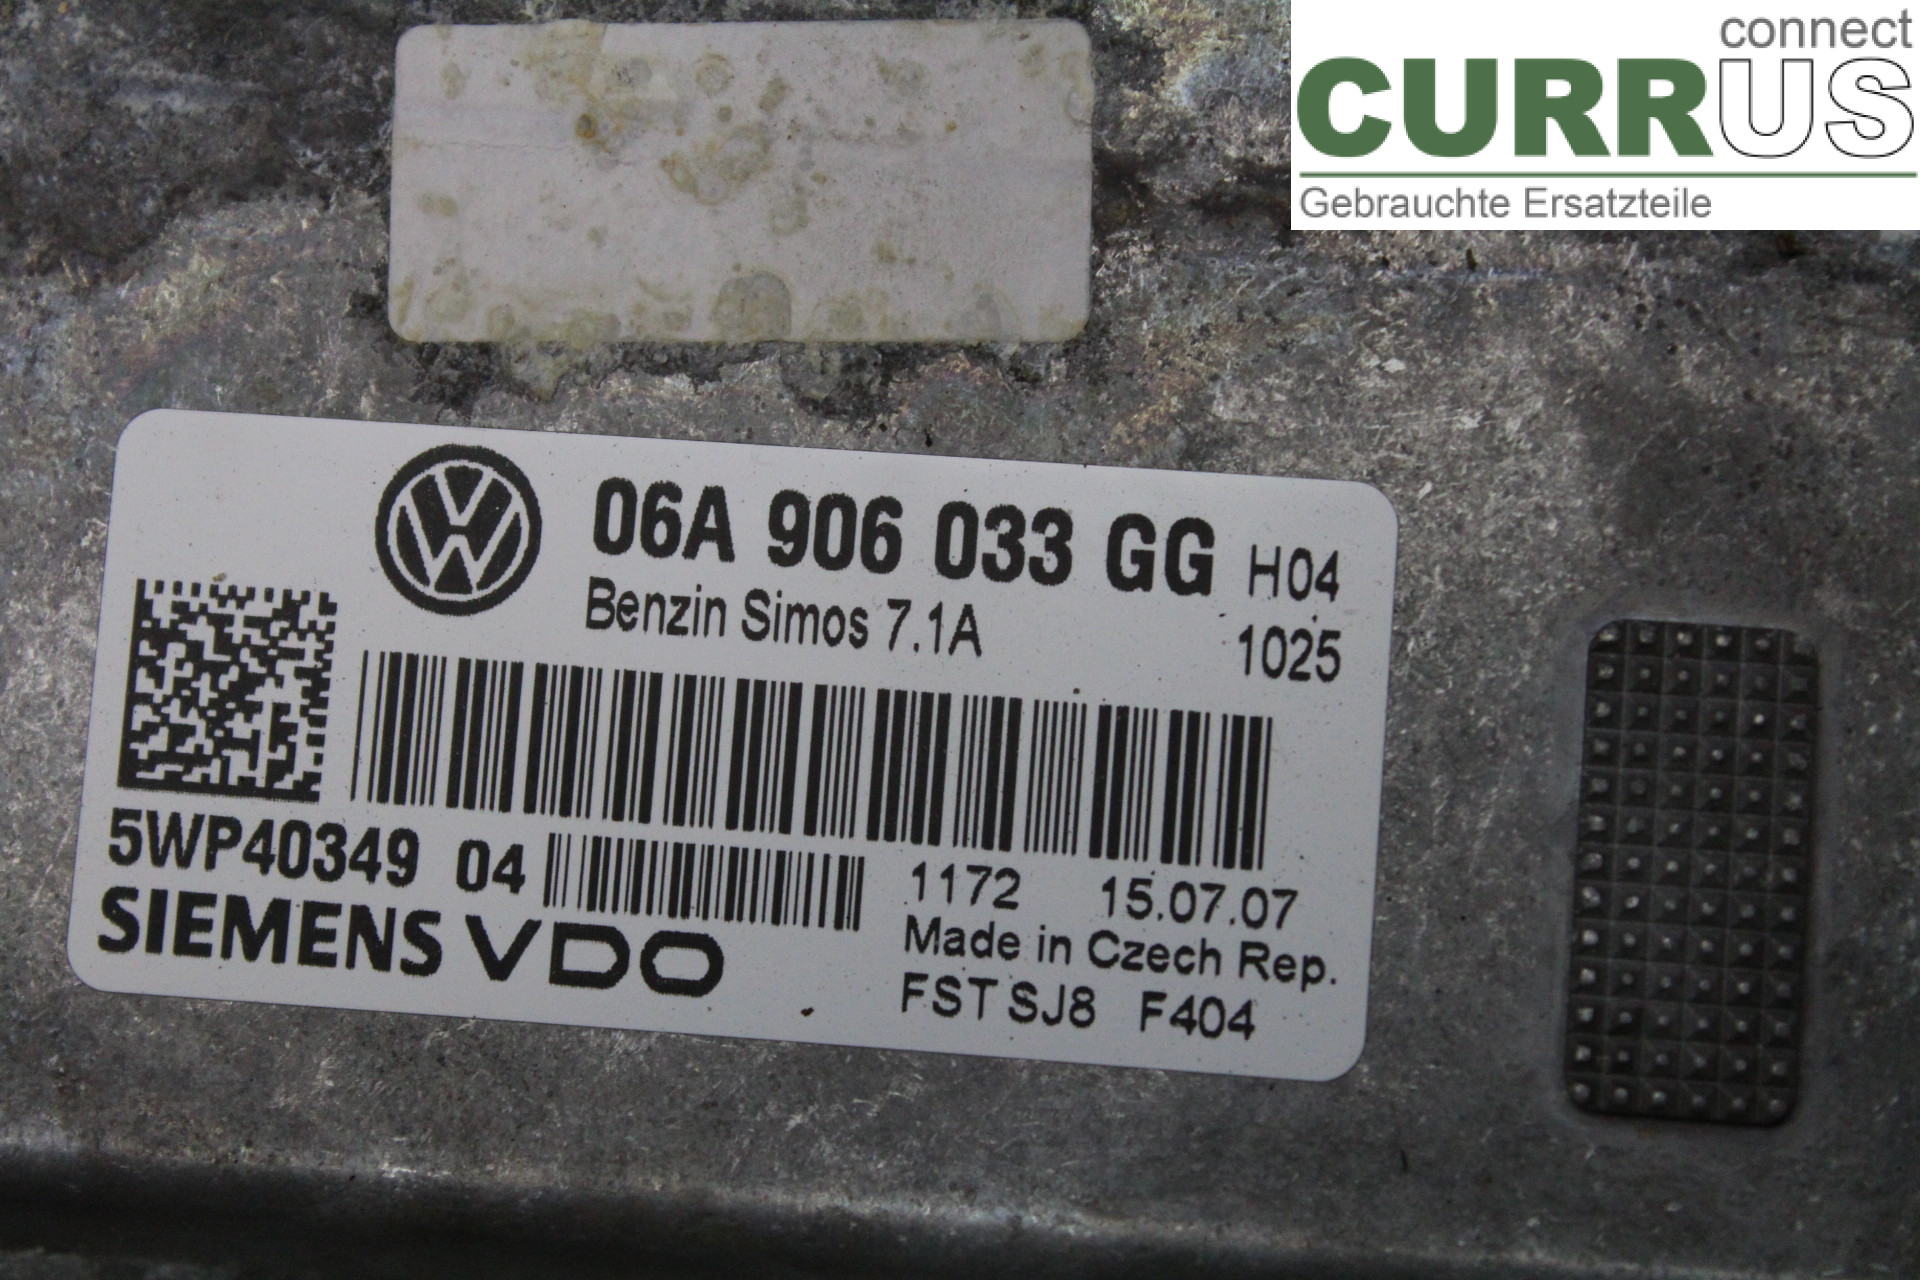 connect
CURRUS
Gebrauchte Ersatzteile
06A 906 033 GG H04
Benzin Simos 7.1A 1025
5WP40349 04 1172 15.07.07
SIEMENS VDO Made in Czech Rep.
FST SJ8 F404